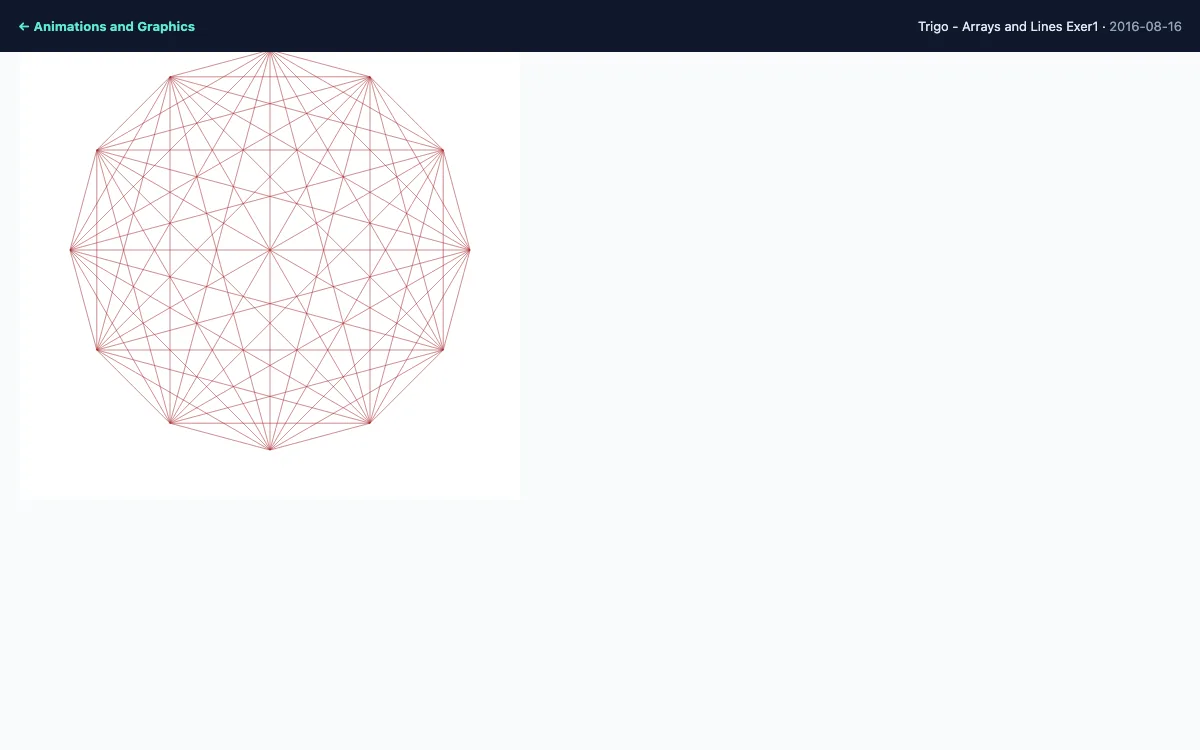 ← Animations and Graphics
Trigo - Arrays and Lines Exer1 · 2016-08-16